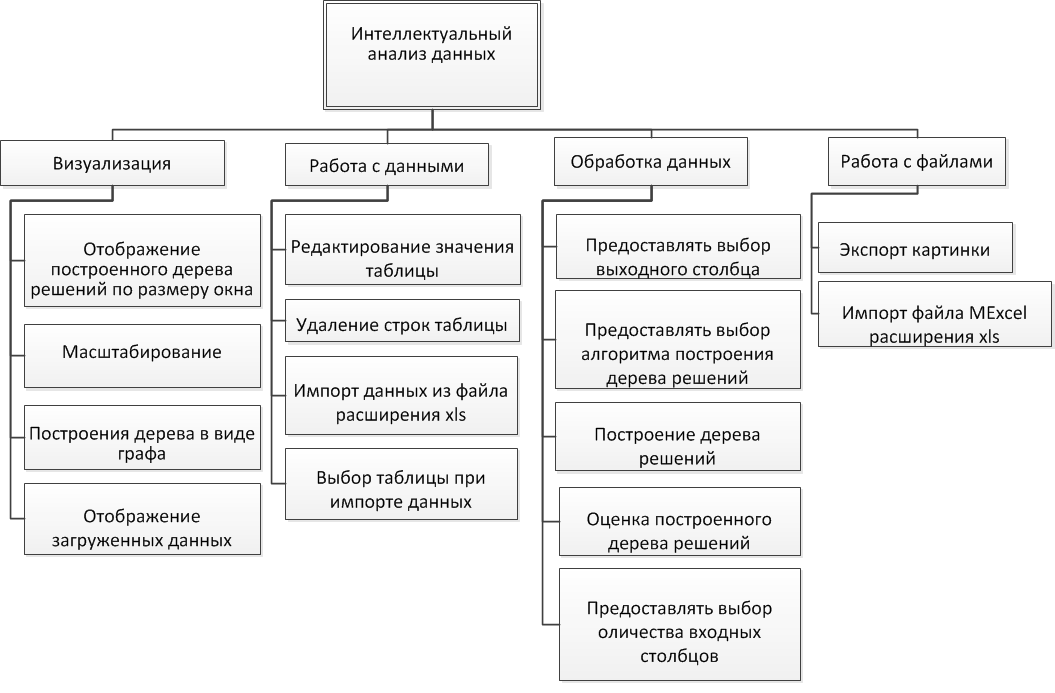 Интеллектуальный
анализ данных
Визуализация
Отображение
построенного дерева
решений по размеру окна
Масштабирование
Построения дерева в виде
графа
Отображение
загруженных данных
Работа с данными
Редактирование значения
таблицы
Удаление строк таблицы
Импорт данных из файла
расширения xls
Выбор таблицы при
импорте данных
Обработка данных
Предоставлять выбор
выходного столбца
Предоставлять выбор
алгоритма построения
дерева решений
Построение дерева
решений
Оценка построенного
дерева решений
Предоставлять выбор
оличества входных
столбцов
Работа с файлами
Экспорт картинки
Импорт файла MExcel
расширения xls